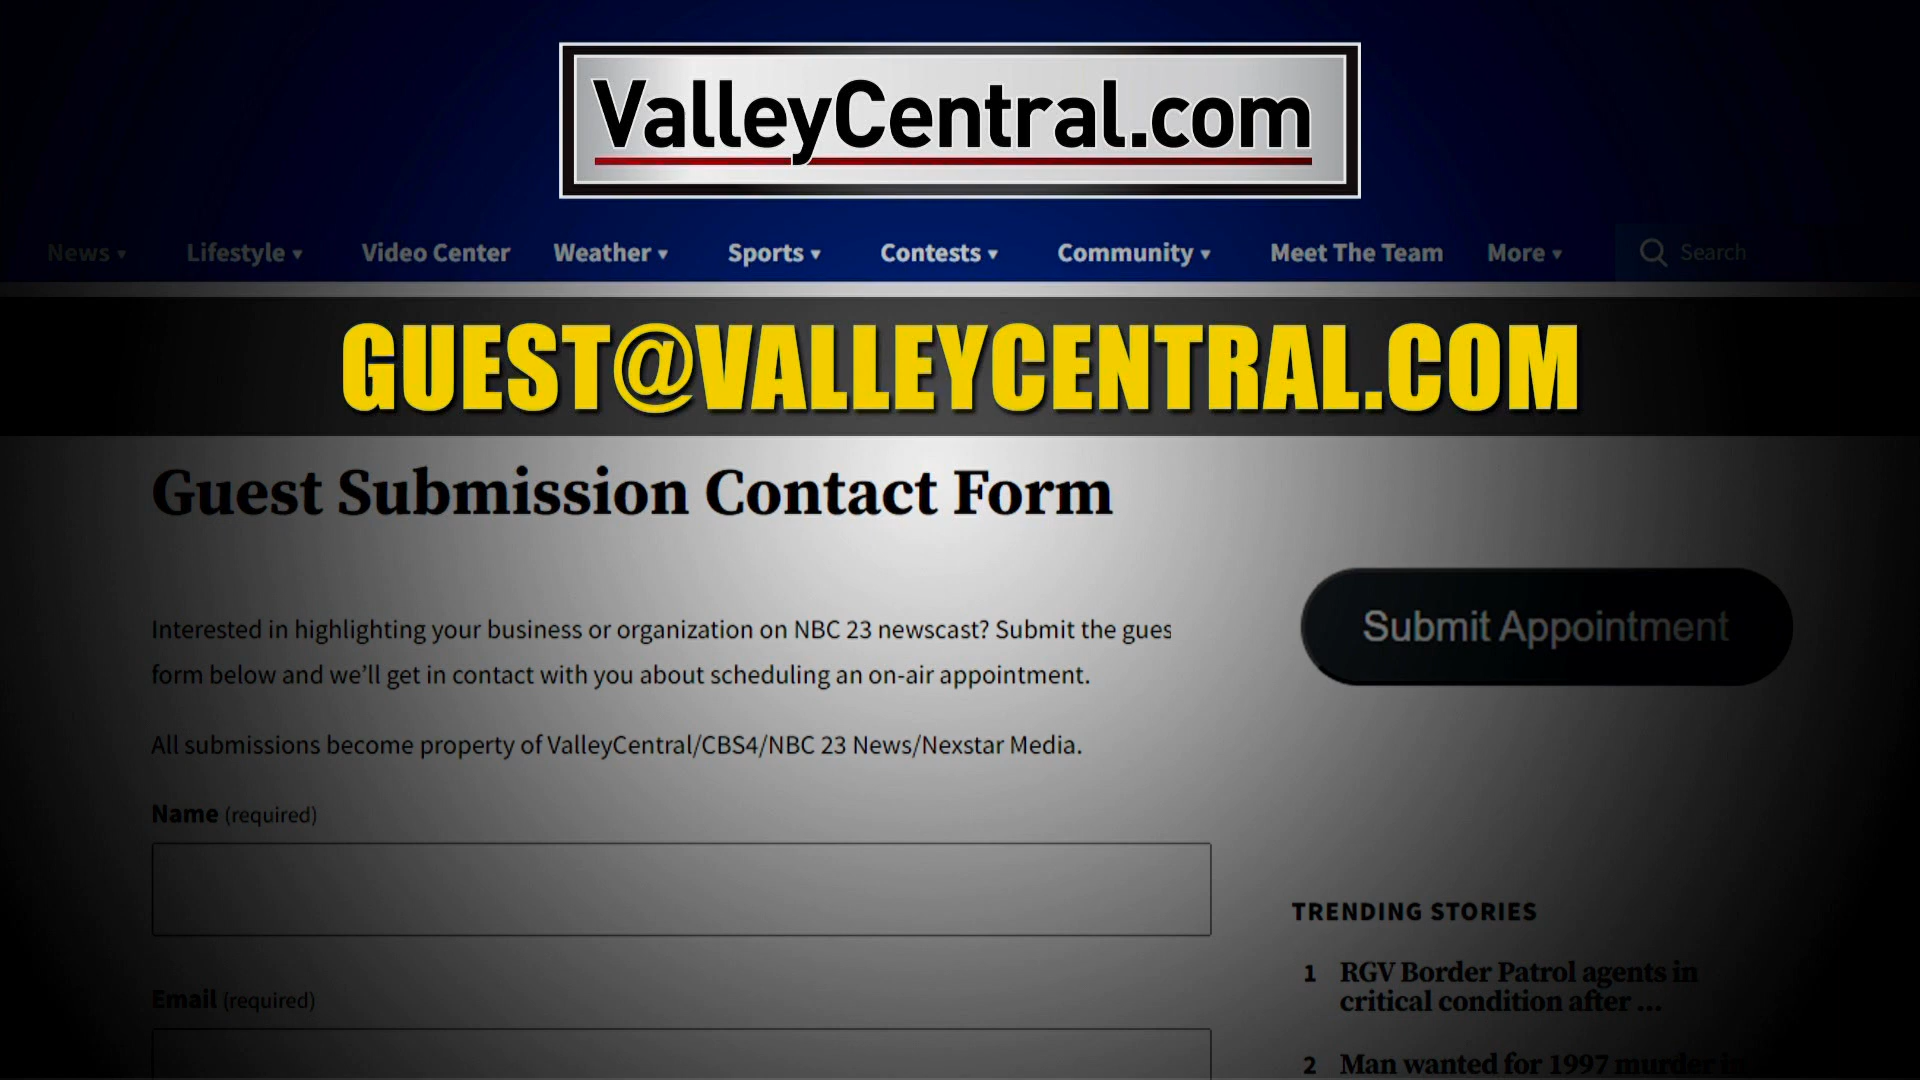 ValleyCentral.com
News ▾ Lifestyle ▾ Video Center Weather ▾ Sports ▾ Contests ▾ Community ▾ Meet The Team More ▾ Search
GUEST@VALLEYCENTRAL.COM
Guest Submission Contact Form
Interested in highlighting your business or organization on NBC 23 newscast? Submit the gues
form below and we’ll get in contact with you about scheduling an on-air appointment.
Submit Appointment
All submissions become property of ValleyCentral/CBS4/NBC 23 News/Nexstar Media.
Name (required)
Email (required)
TRENDING STORIES
1 RGV Border Patrol agents in
critical condition after ...
2 Man wanted for 1997 murder in